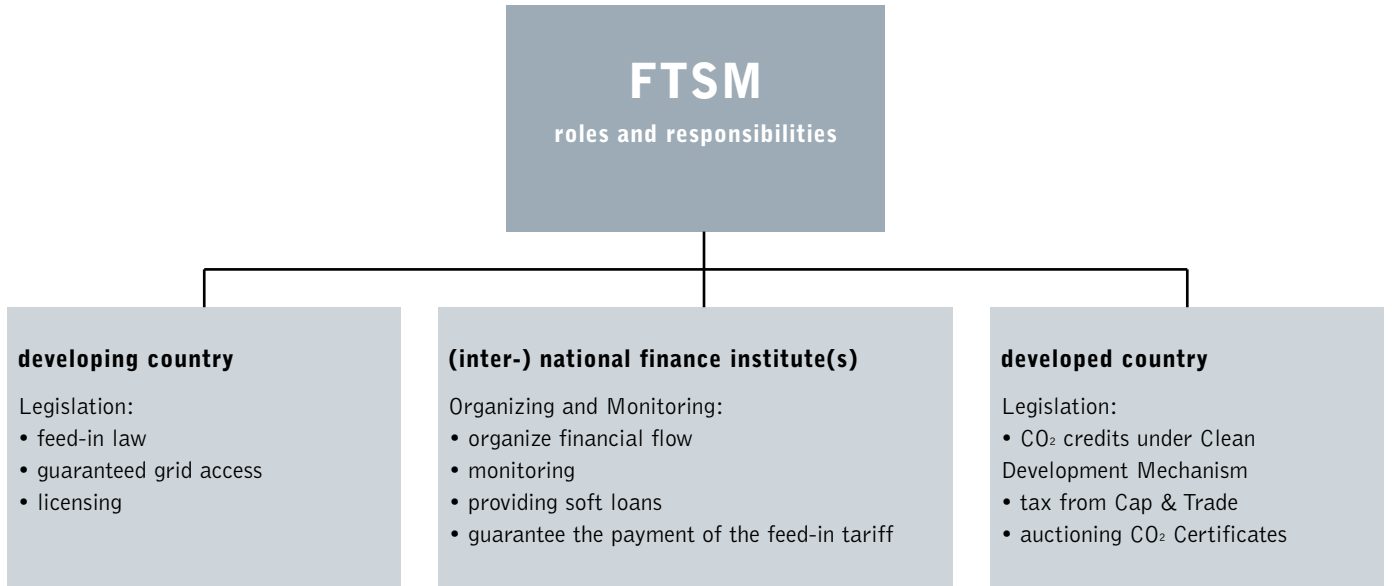 FTSM
roles and responsibilities
developing country
Legislation:
• feed-in law
• guaranteed grid access
• licensing
(inter-) national finance institute(s)
Organizing and Monitoring:
• organize financial flow
• monitoring
• providing soft loans
• guarantee the payment of the feed-in tariff
developed country
Legislation:
• CO₂ credits under Clean
Development Mechanism
• tax from Cap & Trade
• auctioning CO₂ Certificates